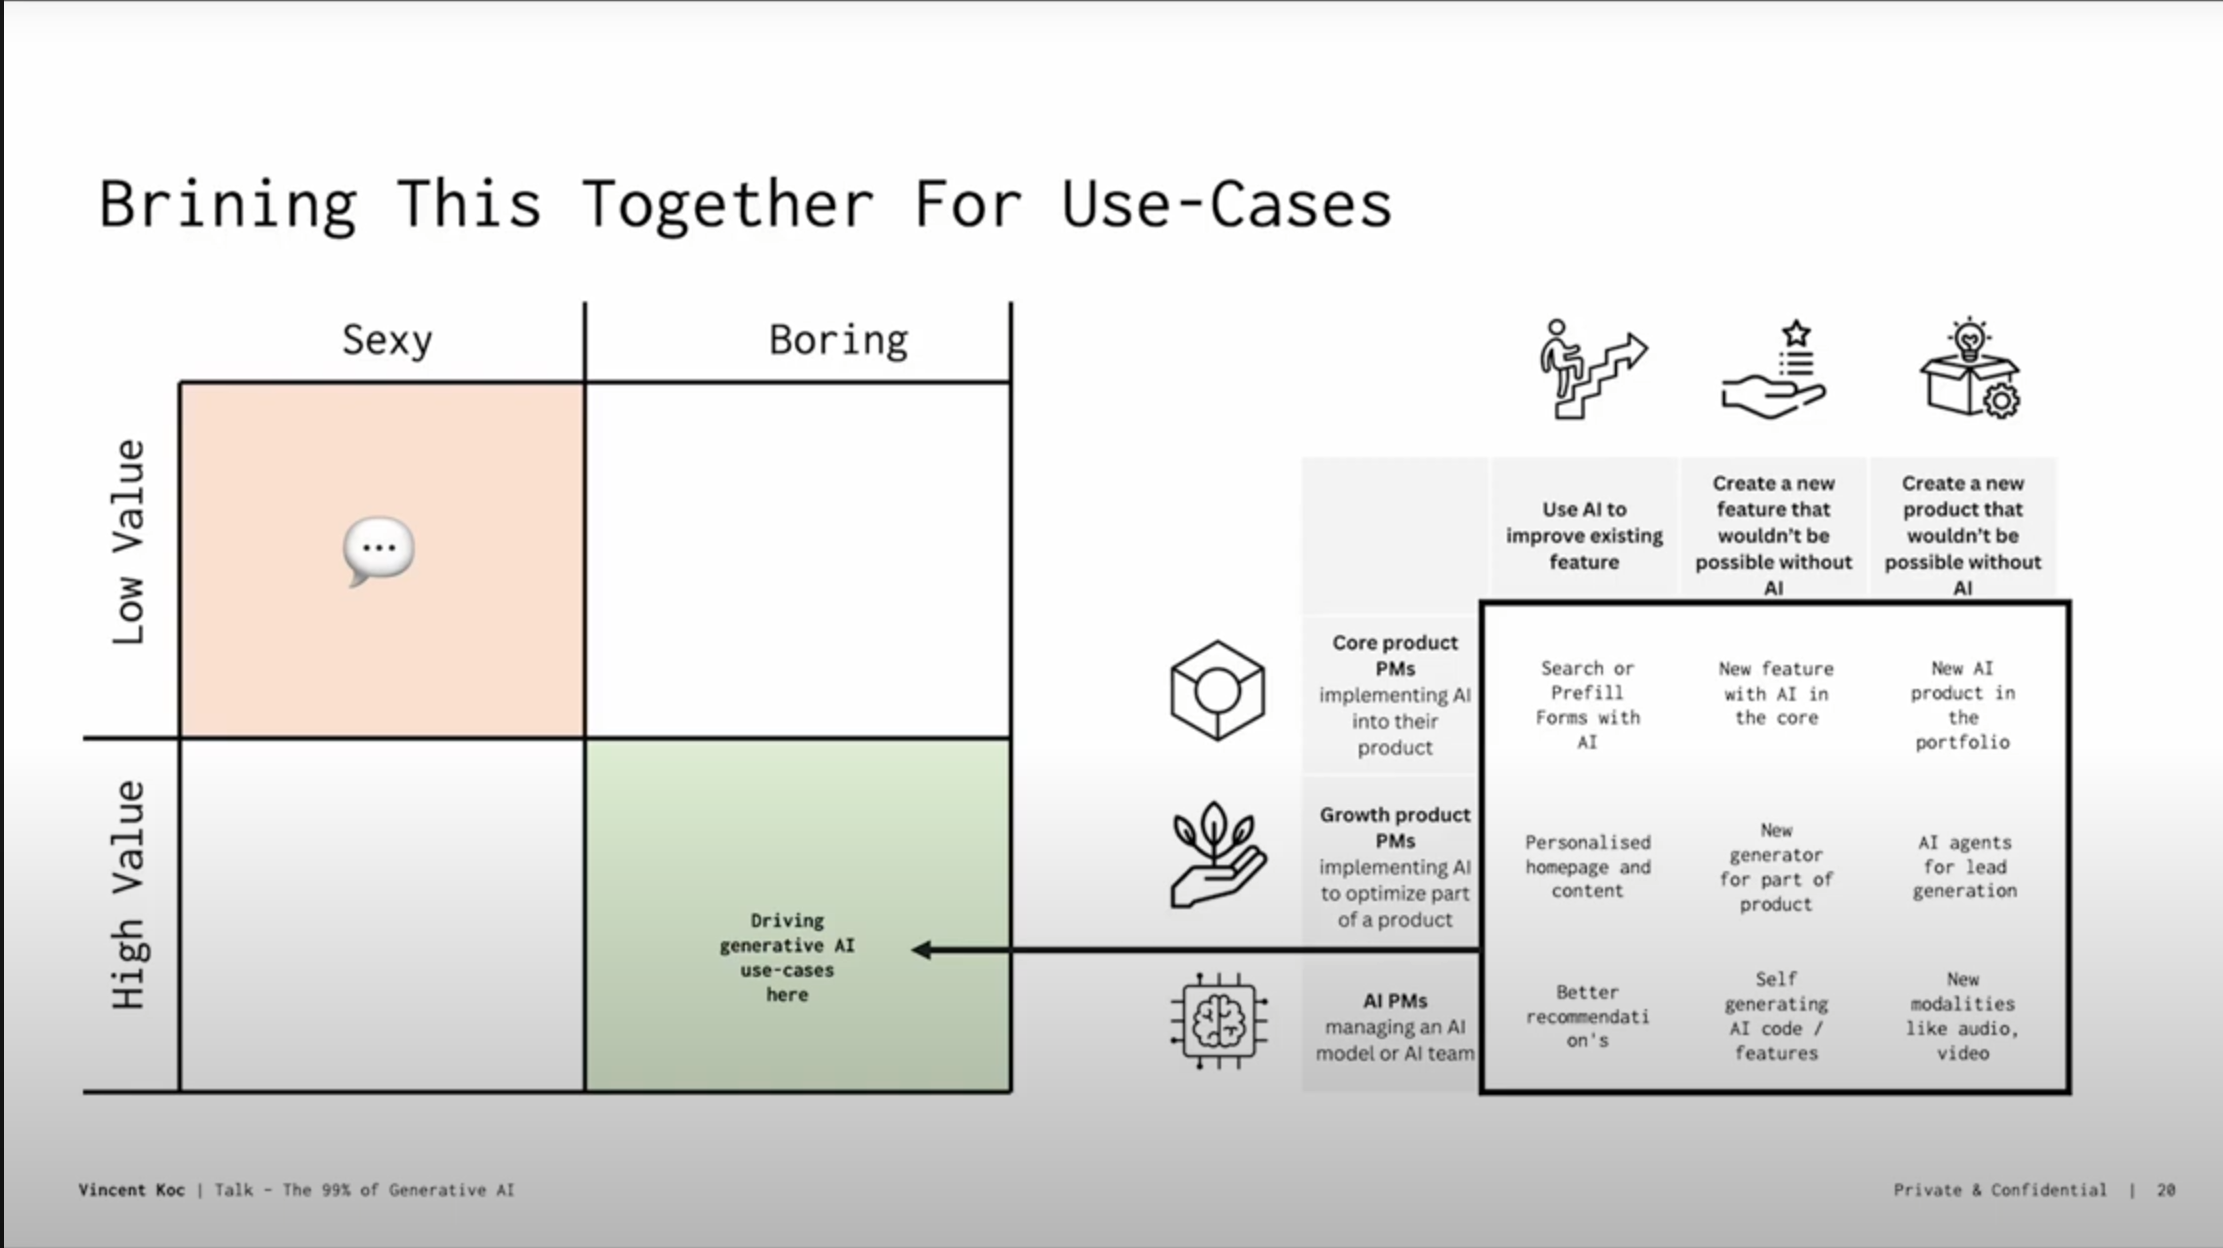 Brining This Together For Use-Cases
Sexy
Boring
Low Value
High Value
Driving
generative AI
use-cases
here
Use AI to
improve existing
feature
Create a new
feature that
wouldn't be
possible without
AI
Create a new
product that
wouldn't be
possible without
AI
Core product
PMs
implementing AI
into their
product
Search or
Prefill
Forms with
AI
New feature
with AI in
the core
New AI
product in
the
portfolio
Growth product
PMs
implementing AI
to optimize part
of a product
Personalised
homepage and
content
New
generator
for part of
product
AI agents
for lead
generation
AI PMs
managing an AI
model or AI team
Better
recommendati
on's
Self
generating
AI code /
features
New
modalities
like audio,
video
Vincent Koc | Talk – The 99% of Generative AI
Private & Confidential | 20